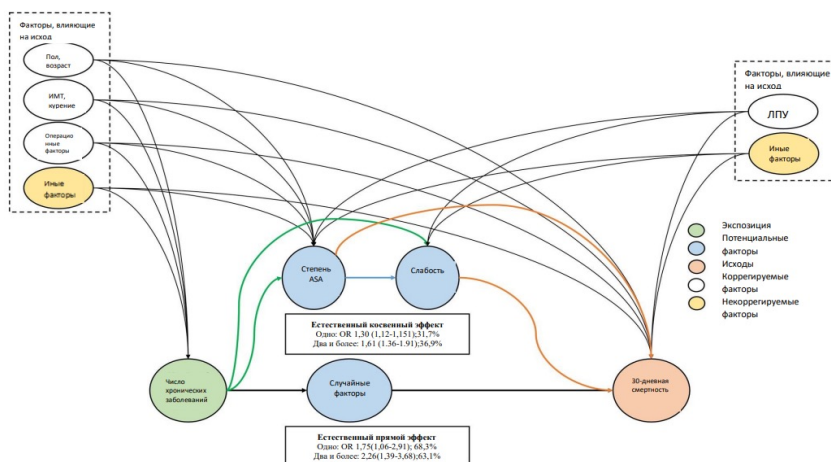 Факторы, влияющие
на исход
Пол,
возраст
ИМТ,
курение
Операцио
нные
факторы
Иные
факторы
Факторы, влияющие
на исход
ЛПУ
Иные
факторы
Экспозиция
Потенциальные
факторы
Исходы
Коррегируемые
факторы
Некоррегируемые
факторы
Степень
ASA
Слабость
Естественный косвенный эффект
Одно: OR 1,30 (1,12-1,151);31,7%
Два и более: 1,61 (1.36-1.91);36,9%
Число
хронических
заболеваний
Случайные
факторы
30-дневная
смертность
Естественный прямой эффект
Одно: OR 1,75(1,06-2,91); 68,3%
Два и более: 2,26(1,39-3,68);63,1%